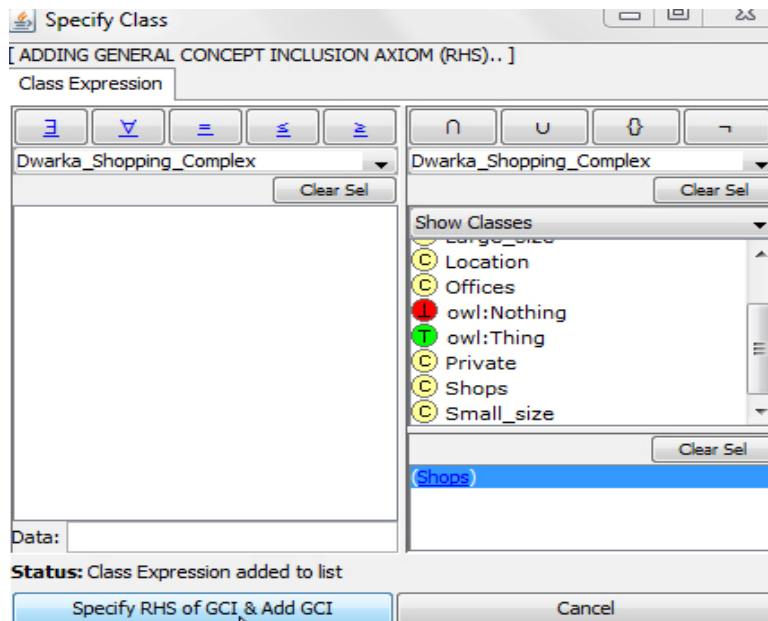 Specify Class
[ ADDING GENERAL CONCEPT INCLUSION AXIOM (RHS).. ]
Class Expression
∃ ∀ = ≤ ≥ ∩ ∪ {} ¬
Dwarka_Shopping_Complex Dwarka_Shopping_Complex
Clear Sel Clear Sel
Show Classes
Large_size
C Location
C Offices
⊥ owl:Nothing
T owl:Thing
C Private
C Shops
C Small_size
Clear Sel
(Shops)
Data:
Status: Class Expression added to list
Specify RHS of GCI & Add GCI Cancel